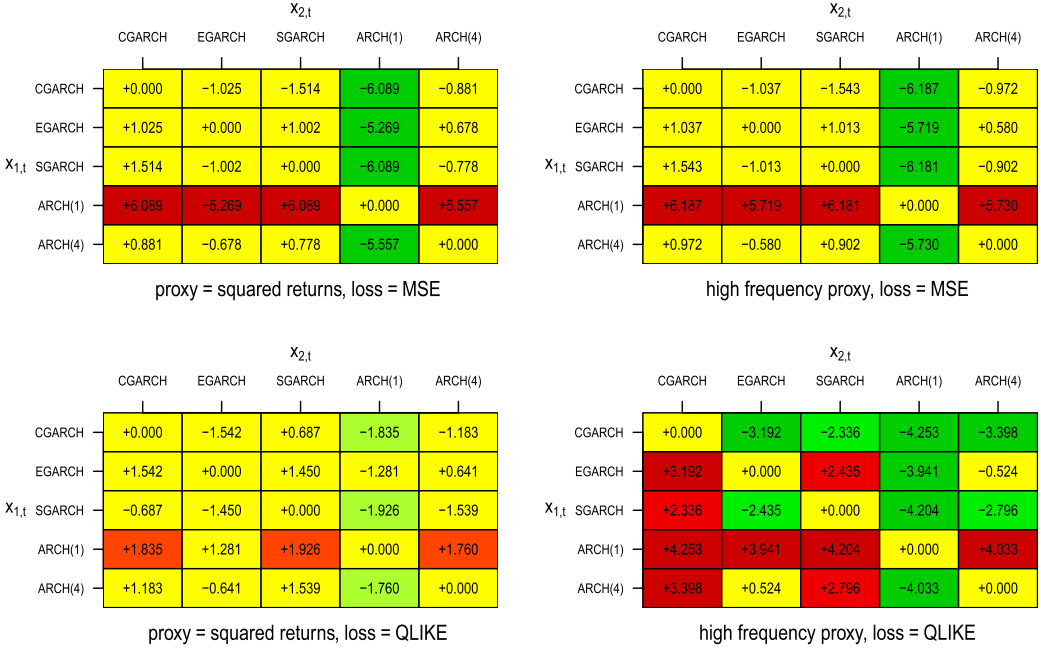 x2,t
CGARCH EGARCH SGARCH ARCH(1) ARCH(4)
CGARCH +0.000 −1.025 −1.514 −6.089 −0.881
EGARCH +1.025 +0.000 +1.002 −5.269 +0.678
x1,t SGARCH +1.514 −1.002 +0.000 −6.089 −0.778
ARCH(1) +6.089 +5.269 +6.089 +0.000 +5.557
ARCH(4) +0.881 −0.678 +0.778 −5.557 +0.000
proxy = squared returns, loss = MSE
x2,t
CGARCH EGARCH SGARCH ARCH(1) ARCH(4)
CGARCH +0.000 −1.037 −1.543 −6.187 −0.972
EGARCH +1.037 +0.000 +1.013 −5.719 +0.580
x1,t SGARCH +1.543 −1.013 +0.000 −6.181 −0.902
ARCH(1) +6.187 +5.719 +6.181 +0.000 +5.730
ARCH(4) +0.972 −0.580 +0.902 −5.730 +0.000
high frequency proxy, loss = MSE
x2,t
CGARCH EGARCH SGARCH ARCH(1) ARCH(4)
CGARCH +0.000 −1.542 +0.687 −1.835 −1.183
EGARCH +1.542 +0.000 +1.450 −1.281 +0.641
x1,t SGARCH −0.687 −1.450 +0.000 −1.926 −1.539
ARCH(1) +1.835 +1.281 +1.926 +0.000 +1.760
ARCH(4) +1.183 −0.641 +1.539 −1.760 +0.000
proxy = squared returns, loss = QLIKE
x2,t
CGARCH EGARCH SGARCH ARCH(1) ARCH(4)
CGARCH +0.000 −3.192 −2.336 −4.253 −3.398
EGARCH +3.192 +0.000 +2.435 −3.941 −0.524
x1,t SGARCH +2.336 −2.435 +0.000 −4.204 −2.796
ARCH(1) +4.253 +3.941 +4.204 +0.000 +4.033
ARCH(4) +3.398 +0.524 +2.796 −4.033 +0.000
high frequency proxy, loss = QLIKE